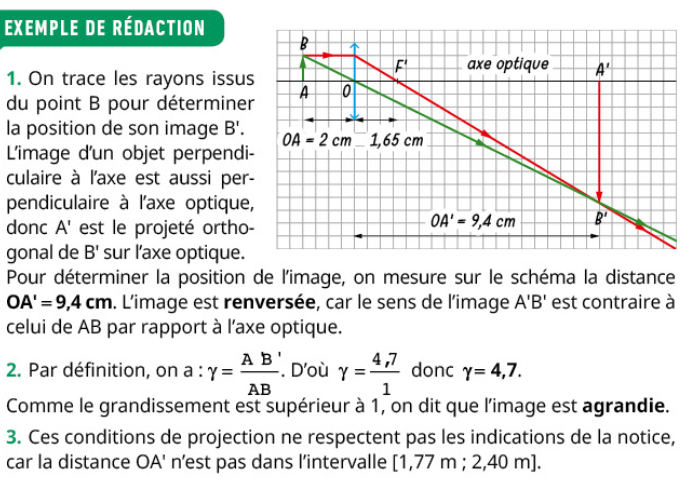 EXEMPLE DE RÉDACTION
1. On trace les rayons issus
du point B pour déterminer
la position de son image B'.
L'image d'un objet perpendi-
culaire à l'axe est aussi per-
pendiculaire à l'axe optique,
donc A' est le projeté ortho-
gonal de B' sur l'axe optique.
B
F'
axe optique
A'
A
O
OA = 2 cm
1,65 cm
OA' = 9,4 cm
B'
Pour déterminer la position de l'image, on mesure sur le schéma la distance
OA' = 9,4 cm. L'image est renversée, car le sens de l'image A'B' est contraire à
celui de AB par rapport à l'axe optique.
2. Par définition, on a : γ = A B' / AB. D'où γ = 4,7 / 1 donc γ = 4,7.
Comme le grandissement est supérieur à 1, on dit que l'image est agrandie.
3. Ces conditions de projection ne respectent pas les indications de la notice,
car la distance OA' n'est pas dans l'intervalle [1,77 m ; 2,40 m].